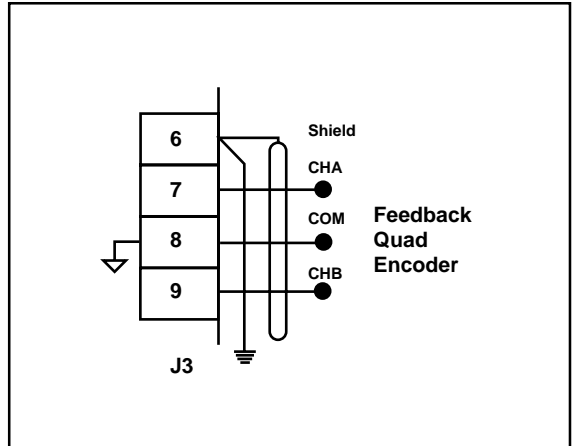 6
Shield
7
CHA
8
COM
9
CHB
Feedback
Quad
Encoder
J3